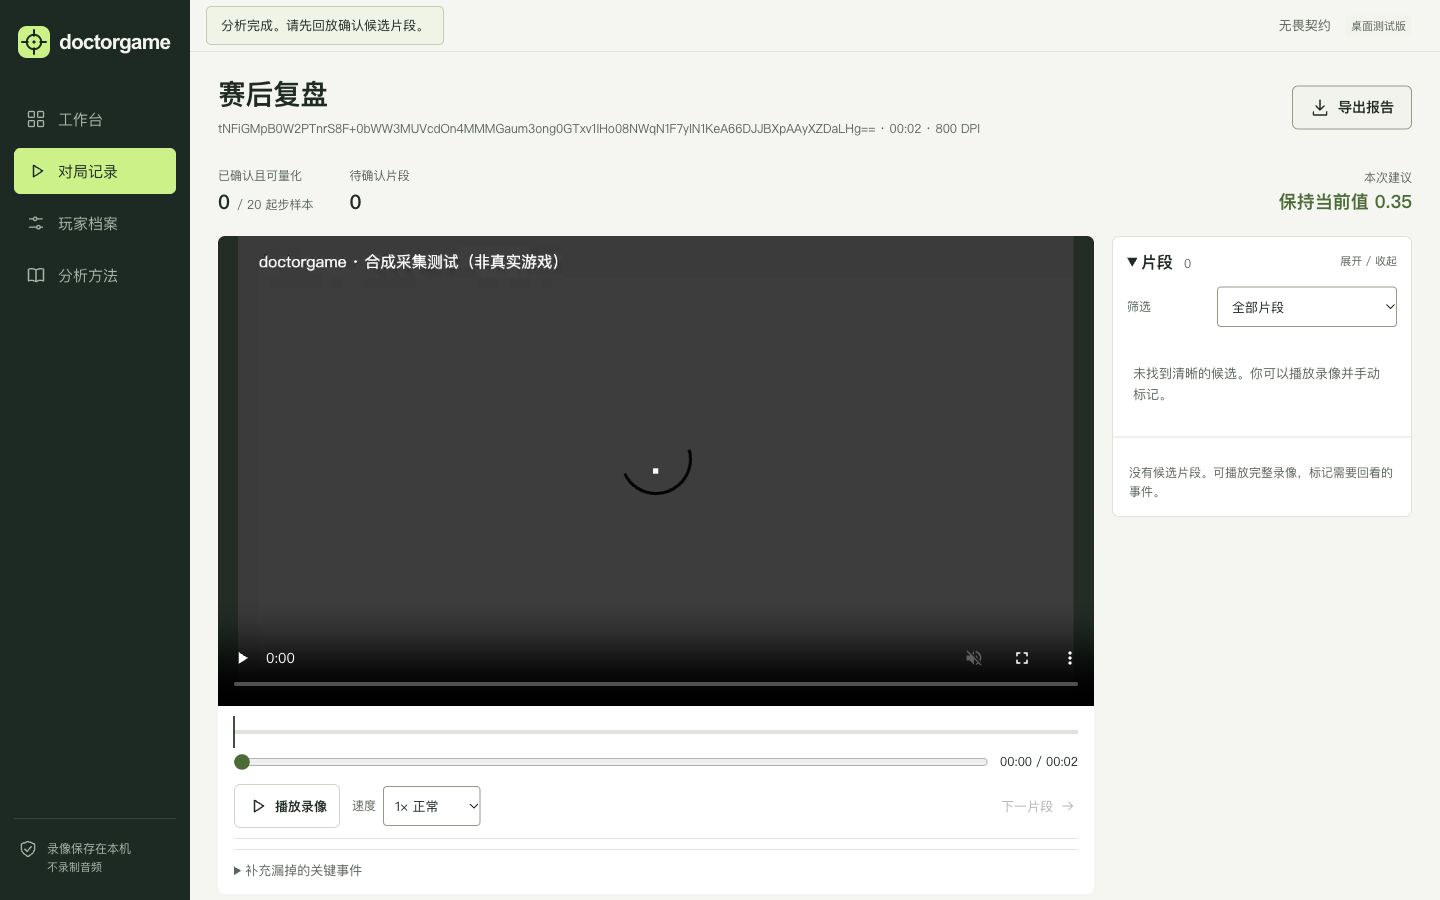 doctorgame
工作台
对局记录
玩家档案
分析方法
录像保存在本机
不录制音频
分析完成。请先回放确认候选片段。
无畏契约
桌面测试版
赛后复盘
tNFiGMpB0W2PTnrS8F+0bWW3MUVcdOn4MMMGaum3ong0GTxv1lHo08NWqN1F7yIN1KeA66DJJBXpAAyXZDaLHg== · 00:02 · 800 DPI
导出报告
已确认且可量化
0 / 20 起步样本
待确认片段
0
本次建议
保持当前值 0.35
doctorgame · 合成采集测试（非真实游戏）
0:00
00:00 / 00:02
播放录像
速度
1× 正常
下一片段
补充漏掉的关键事件
片段 0
展开 / 收起
筛选
全部片段
未找到清晰的候选。你可以播放录像并手动
标记。
没有候选片段。可播放完整录像，标记需要回看的
事件。